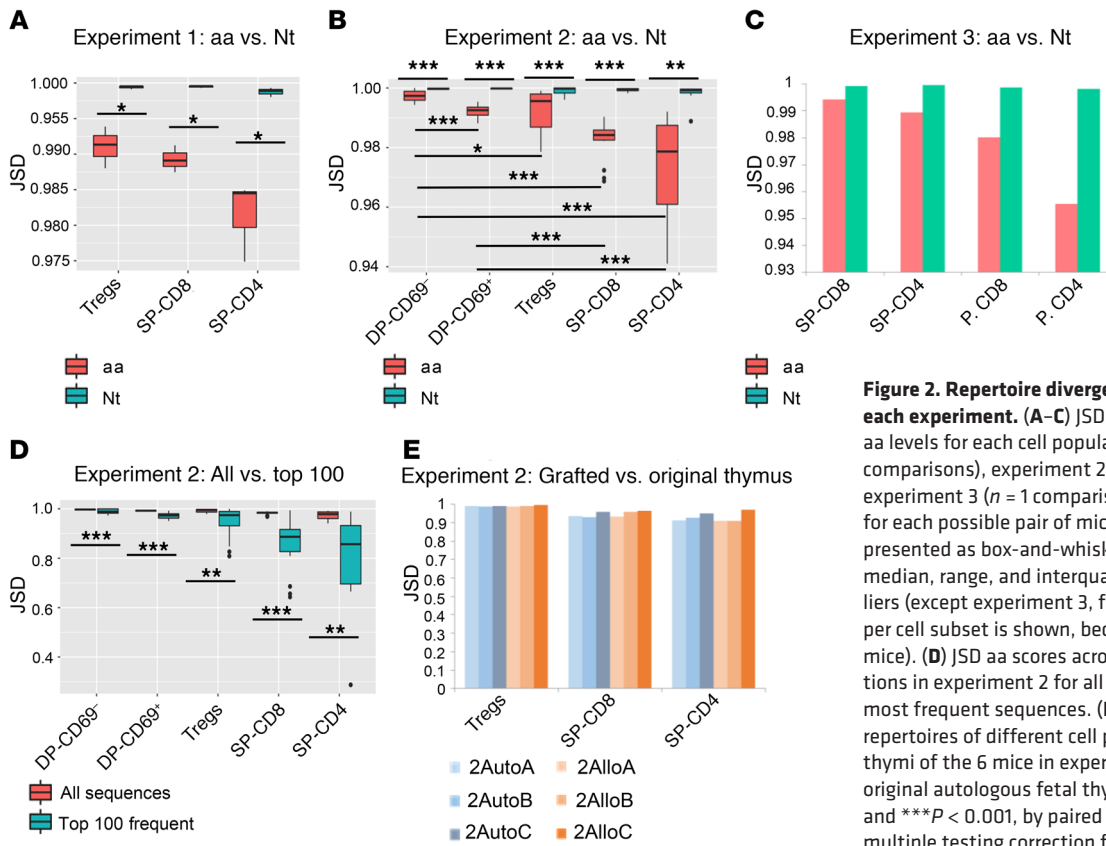 A
Experiment 1: aa vs. Nt
JSD
1.000
0.955
0.990
0.985
0.980
0.975
*
*
*
Tregs
SP-CD8
SP-CD4
aa
Nt
B
Experiment 2: aa vs. Nt
JSD
1.00
0.98
0.96
0.94
*** *** *** *** **
***
*
***
***
***
***
DP-CD69-
DP-CD69+
Tregs
SP-CD8
SP-CD4
aa
Nt
C
Experiment 3: aa vs. Nt
JSD
1
0.99
0.98
0.97
0.96
0.95
0.94
0.93
SP-CD8
SP-CD4
P. CD8
P. CD4
aa
Nt
Figure 2. Repertoire diverge
each experiment. (A–C) JSD
aa levels for each cell popula
comparisons), experiment 2
experiment 3 (n = 1 comparis
for each possible pair of mic
presented as box-and-whisk
median, range, and interqua
liers (except experiment 3, f
per cell subset is shown, bec
mice). (D) JSD aa scores acro
tions in experiment 2 for all
most frequent sequences. (
repertoires of different cell p
thymi of the 6 mice in exper
original autologous fetal thy
and ***P < 0.001, by paired
multiple testing correction f
D
Experiment 2: All vs. top 100
JSD
1.0
0.8
0.6
0.4
***
***
**
***
**
DP-CD69-
DP-CD69+
Tregs
SP-CD8
SP-CD4
All sequences
Top 100 frequent
E
Experiment 2: Grafted vs. original thymus
JSD
1
0.9
0.8
0.7
0.6
0.5
0.4
0.3
0.2
0.1
0
Tregs
SP-CD8
SP-CD4
2AutoA 2AlloA
2AutoB 2AlloB
2AutoC 2AlloC